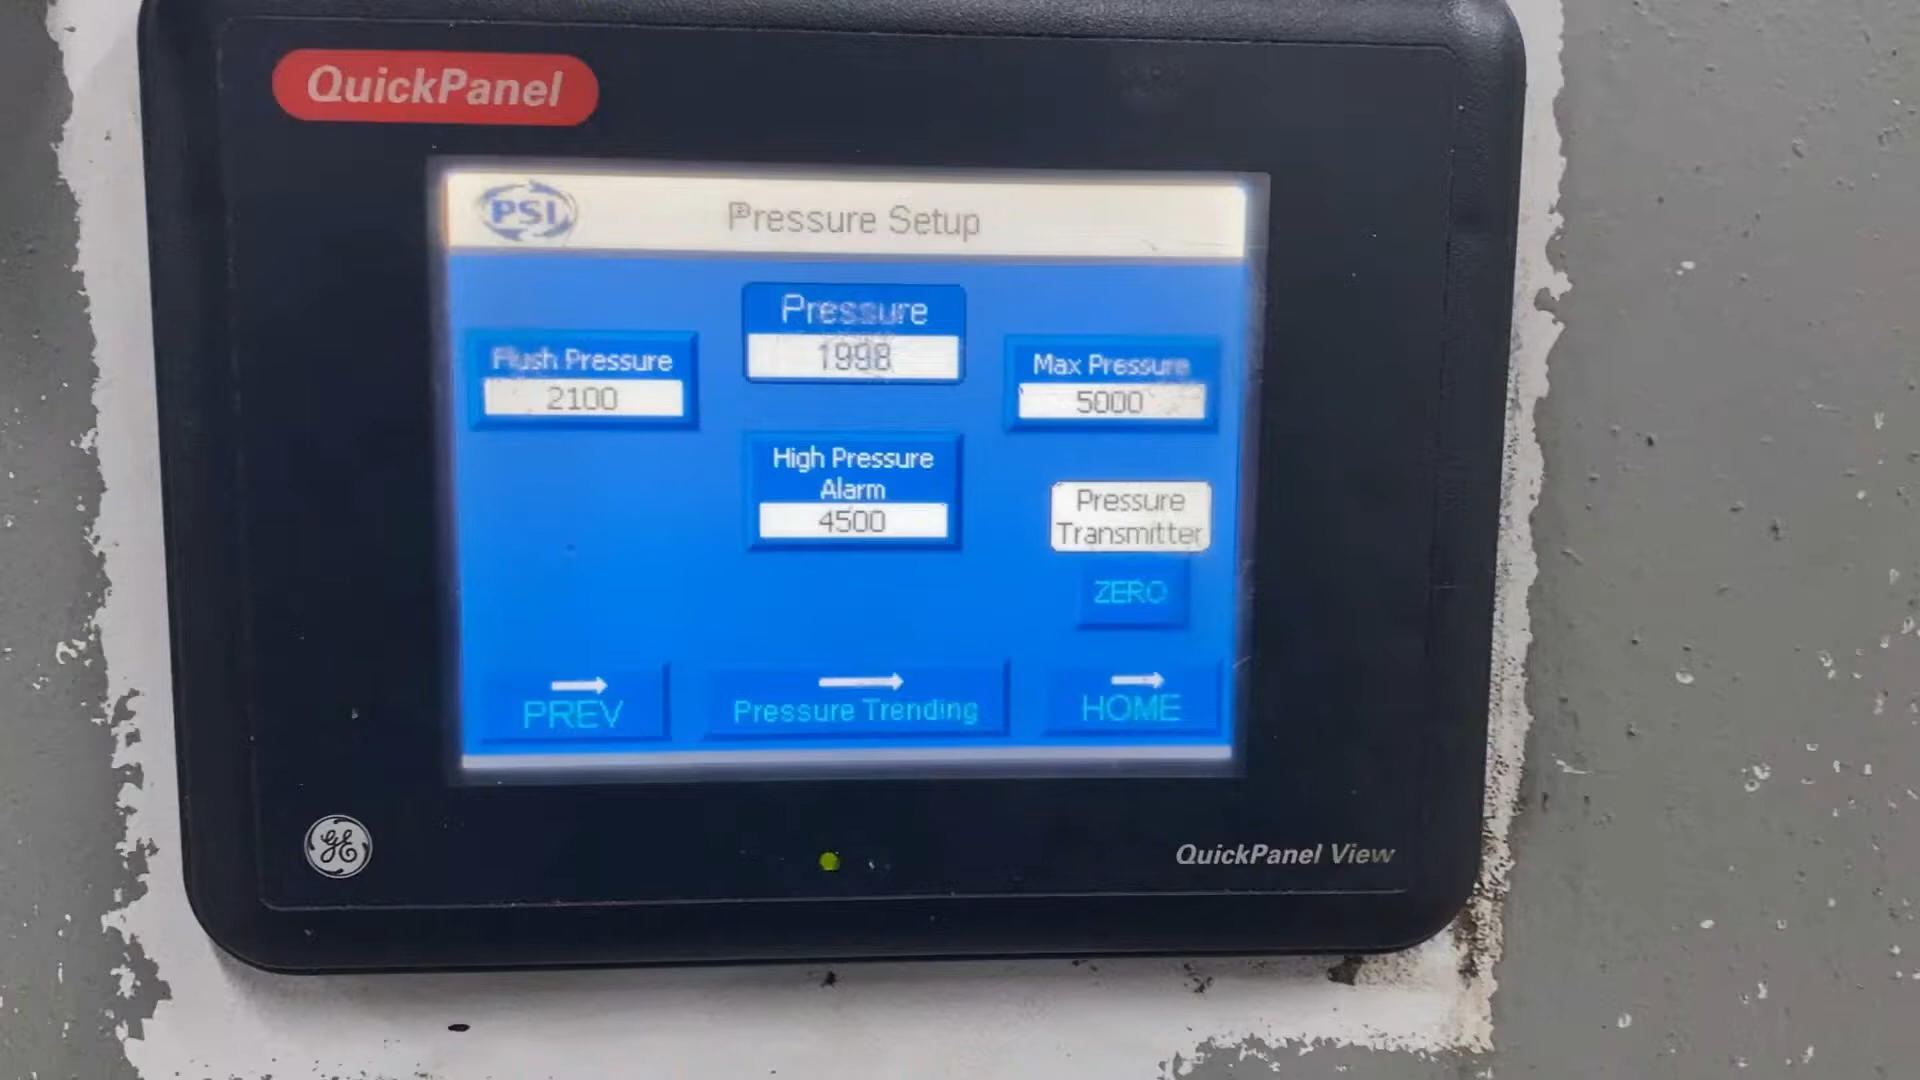 QuickPanel
PSI
Pressure Setup
Pressure
1998
Flush Pressure
2100
Max Pressure
5000
High Pressure
Alarm
4500
Pressure
Transmitter
ZERO
PREV
Pressure Trending
HOME
GE
QuickPanel View